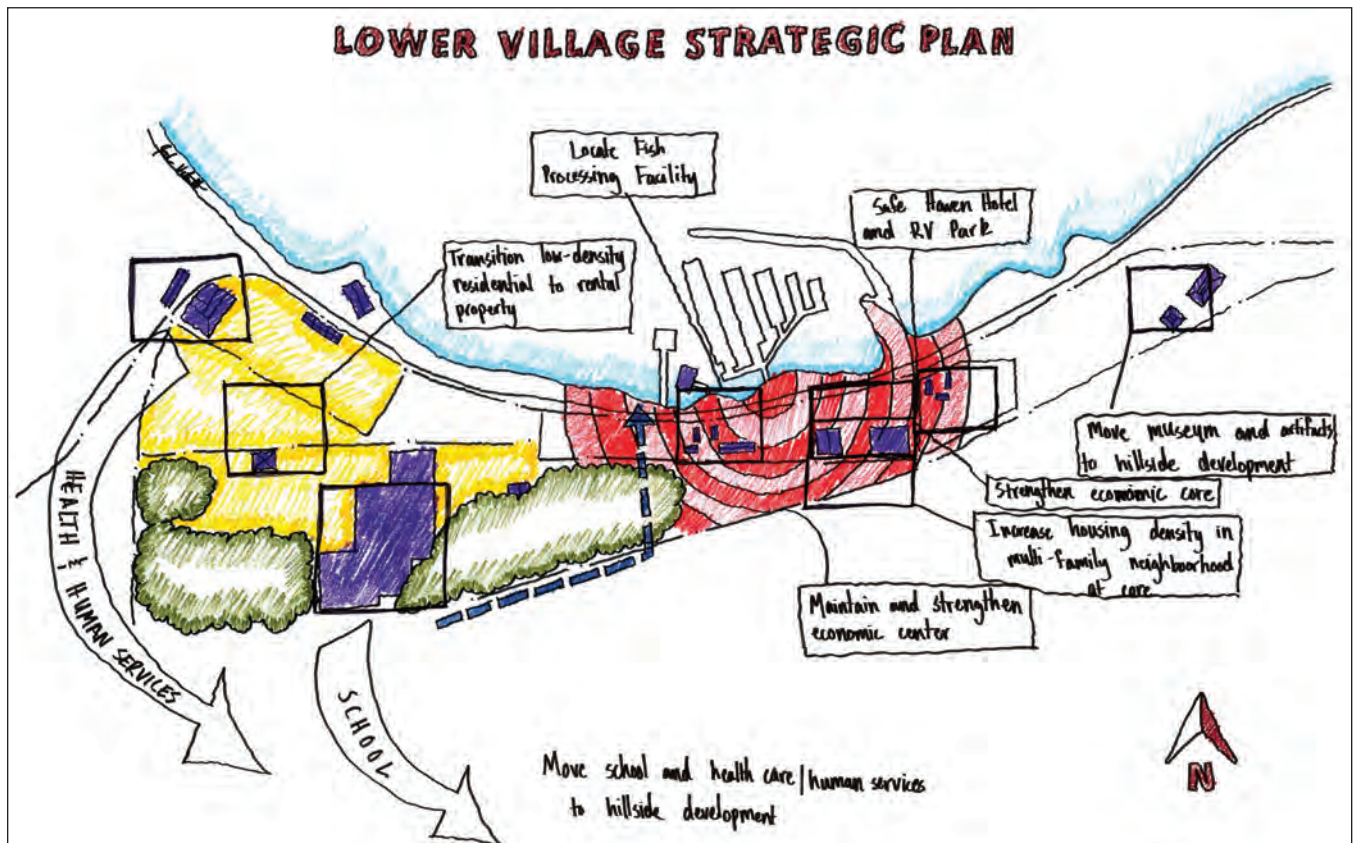 LOWER VILLAGE STRATEGIC PLAN
Locate Fish
Processing Facility
Safe Haven Hotel
and RV Park
Transition low-density
residential to rental
property
Move museum and artifacts
to hillside development
Strengthen economic core
Increase housing density in
multi-family neighbourhood
at core
Maintain and strengthen
economic center
HEALTH & HUMAN SERVICES
SCHOOL
Move school and health care/human services
to hillside development
N